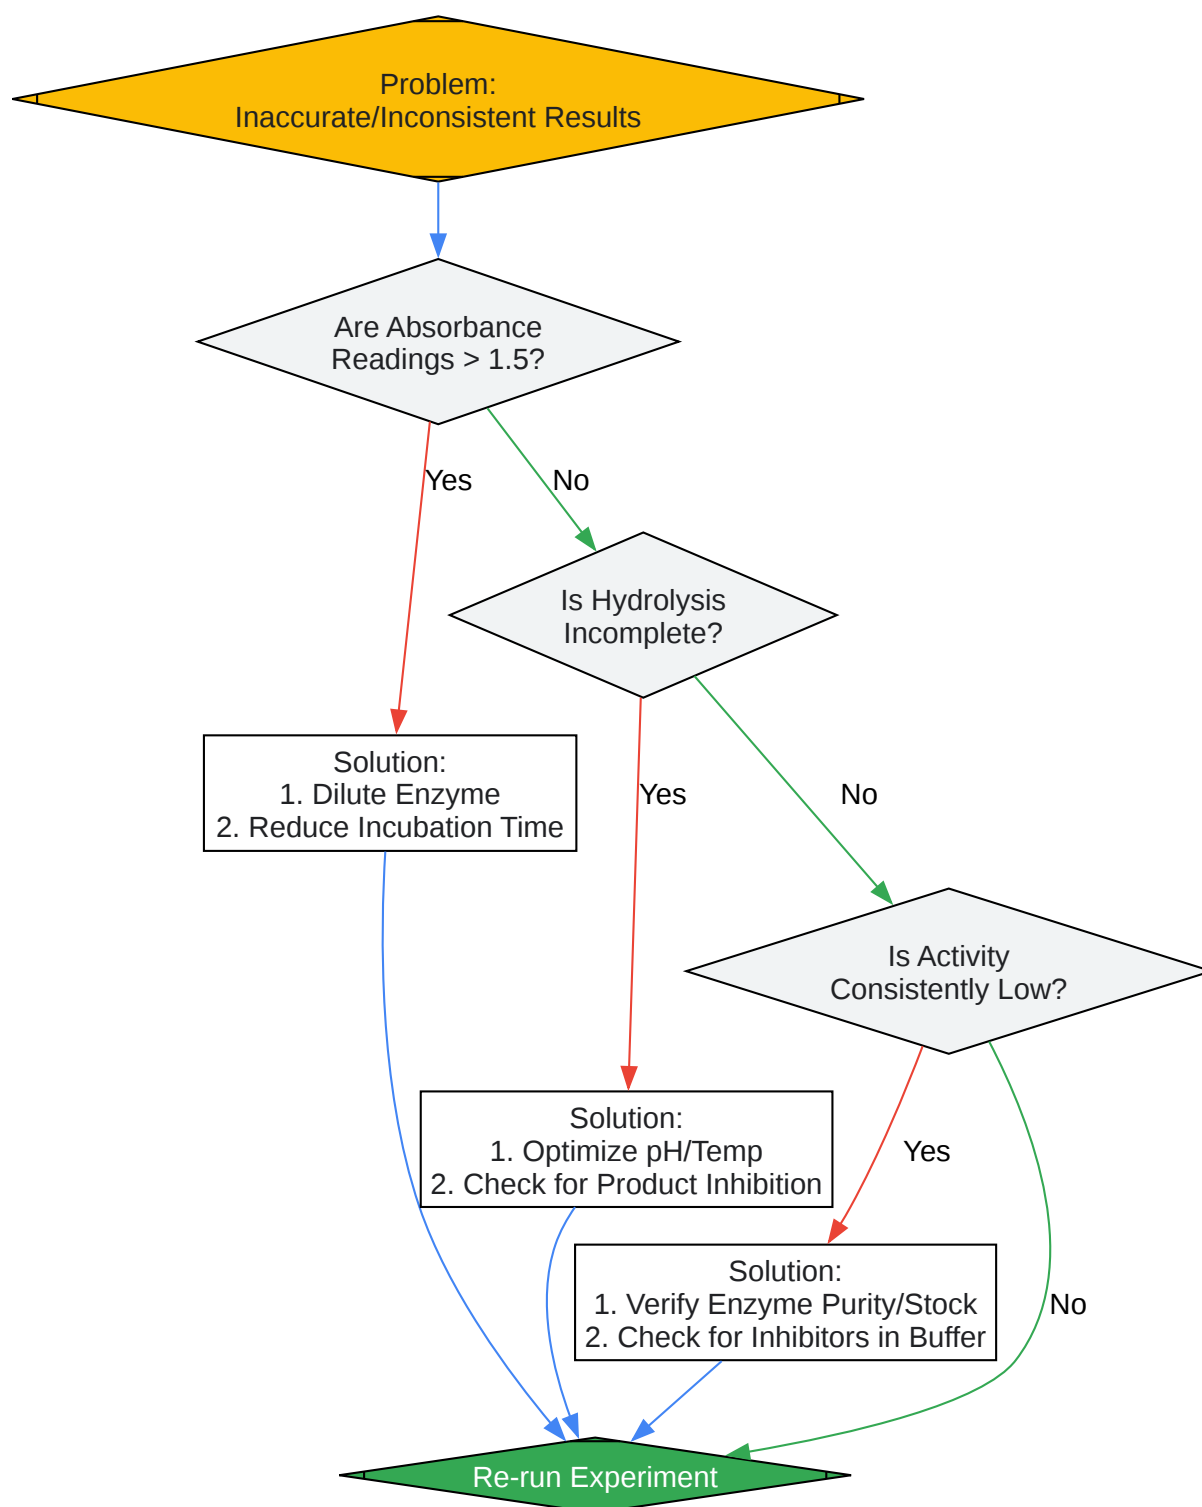 Problem:
Inaccurate/Inconsistent Results
Are Absorbance
Readings > 1.5?
Yes
No
Is Hydrolysis
Incomplete?
Solution:
1. Dilute Enzyme
2. Reduce Incubation Time
Yes
No
Is Activity
Consistently Low?
Solution:
1. Optimize pH/Temp
2. Check for Product Inhibition
Yes
Solution:
1. Verify Enzyme Purity/Stock
2. Check for Inhibitors in Buffer
No
Re-run Experiment